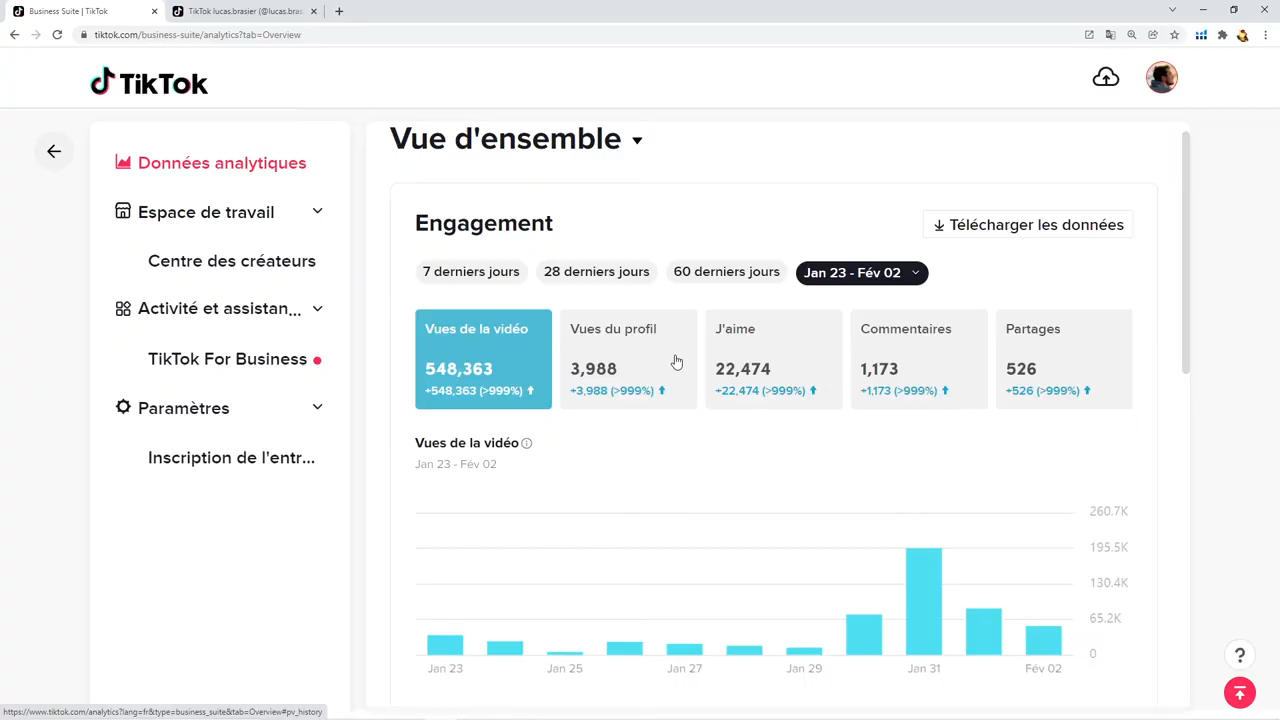 Business Suite | TikTok
TikTok lucas.brasier (@lucas.bras
tiktok.com/business-suite/analytics?tab=Overview
TikTok
Données analytiques
Espace de travail
Centre des créateurs
Activité et assistan...
TikTok For Business
Paramètres
Inscription de l'entr...
Vue d'ensemble
Engagement
Télécharger les données
7 derniers jours
28 derniers jours
60 derniers jours
Jan 23 - Fév 02
Vues de la vidéo
548,363
+548,363 (>999%)
Vues du profil
3,988
+3,988 (>999%)
J'aime
22,474
+22,474 (>999%)
Commentaires
1,173
+1,173 (>999%)
Partages
526
+526 (>999%)
Vues de la vidéo
Jan 23 - Fév 02
260.7K
195.5K
130.4K
65.2K
0
Jan 23
Jan 25
Jan 27
Jan 29
Jan 31
Fév 02
?
https://www.tiktok.com/analytics?lang=fr&type=business_suite&tab=Overview#pv_history